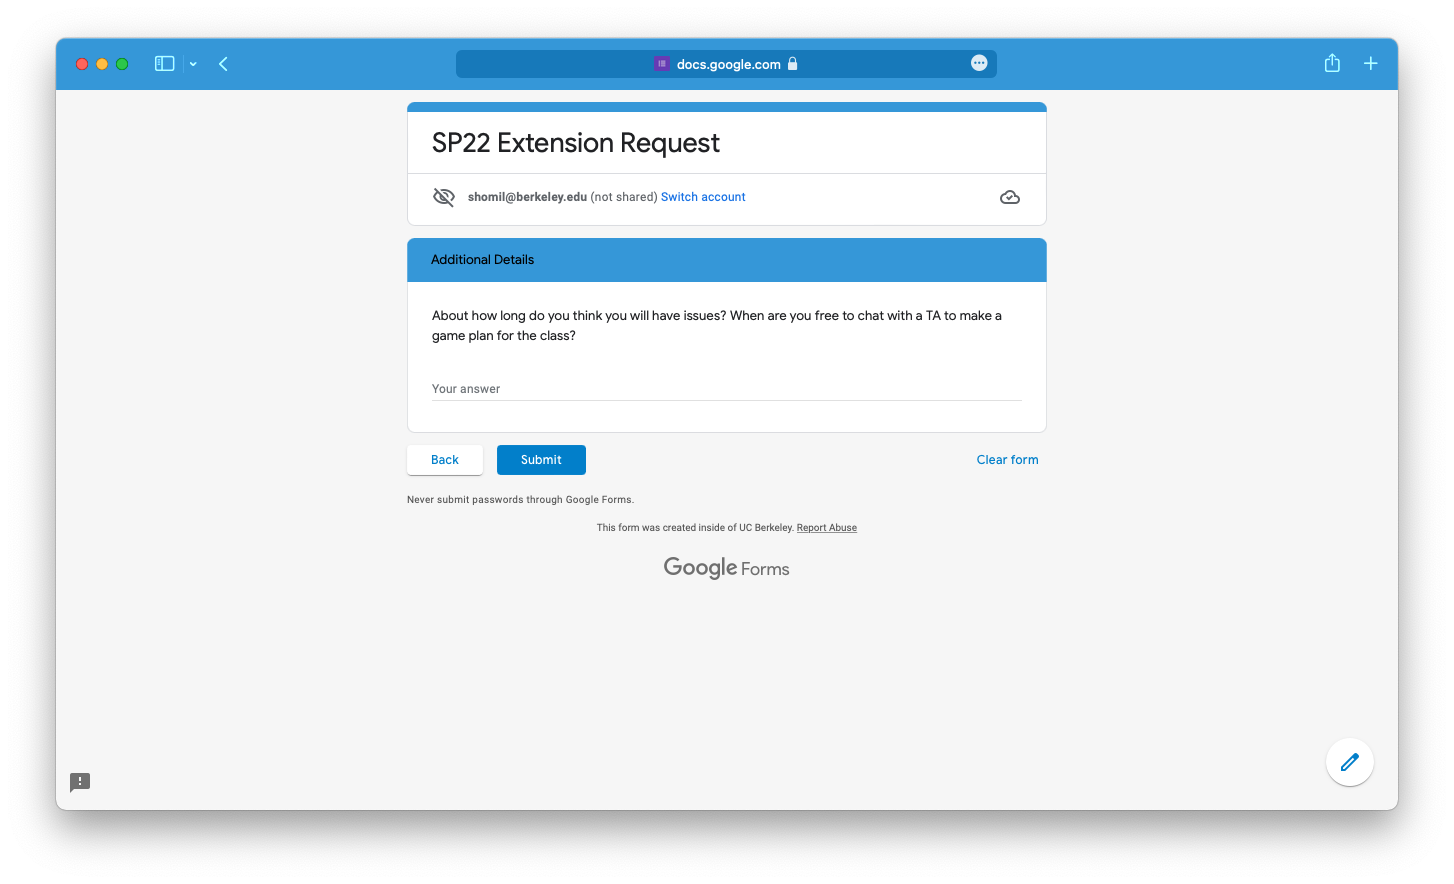 docs.google.com
SP22 Extension Request
shomil@berkeley.edu (not shared) Switch account
Additional Details
About how long do you think you will have issues? When are you free to chat with a TA to make a
game plan for the class?
Your answer
Back
Submit
Clear form
Never submit passwords through Google Forms.
This form was created inside of UC Berkeley. Report Abuse
Google Forms